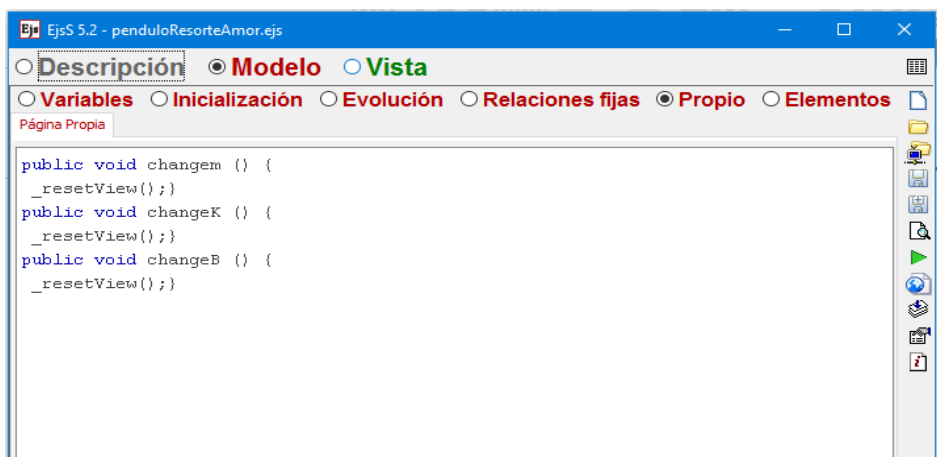 Ejs EjsS 5.2 - penduloResorteAmor.ejs
Descripción Modelo Vista
Variables Inicialización Evolución Relaciones fijas Propio Elementos
Página Propia
public void changem () {
_resetView();}
public void changeK () {
_resetView();}
public void changeB () {
_resetView();}